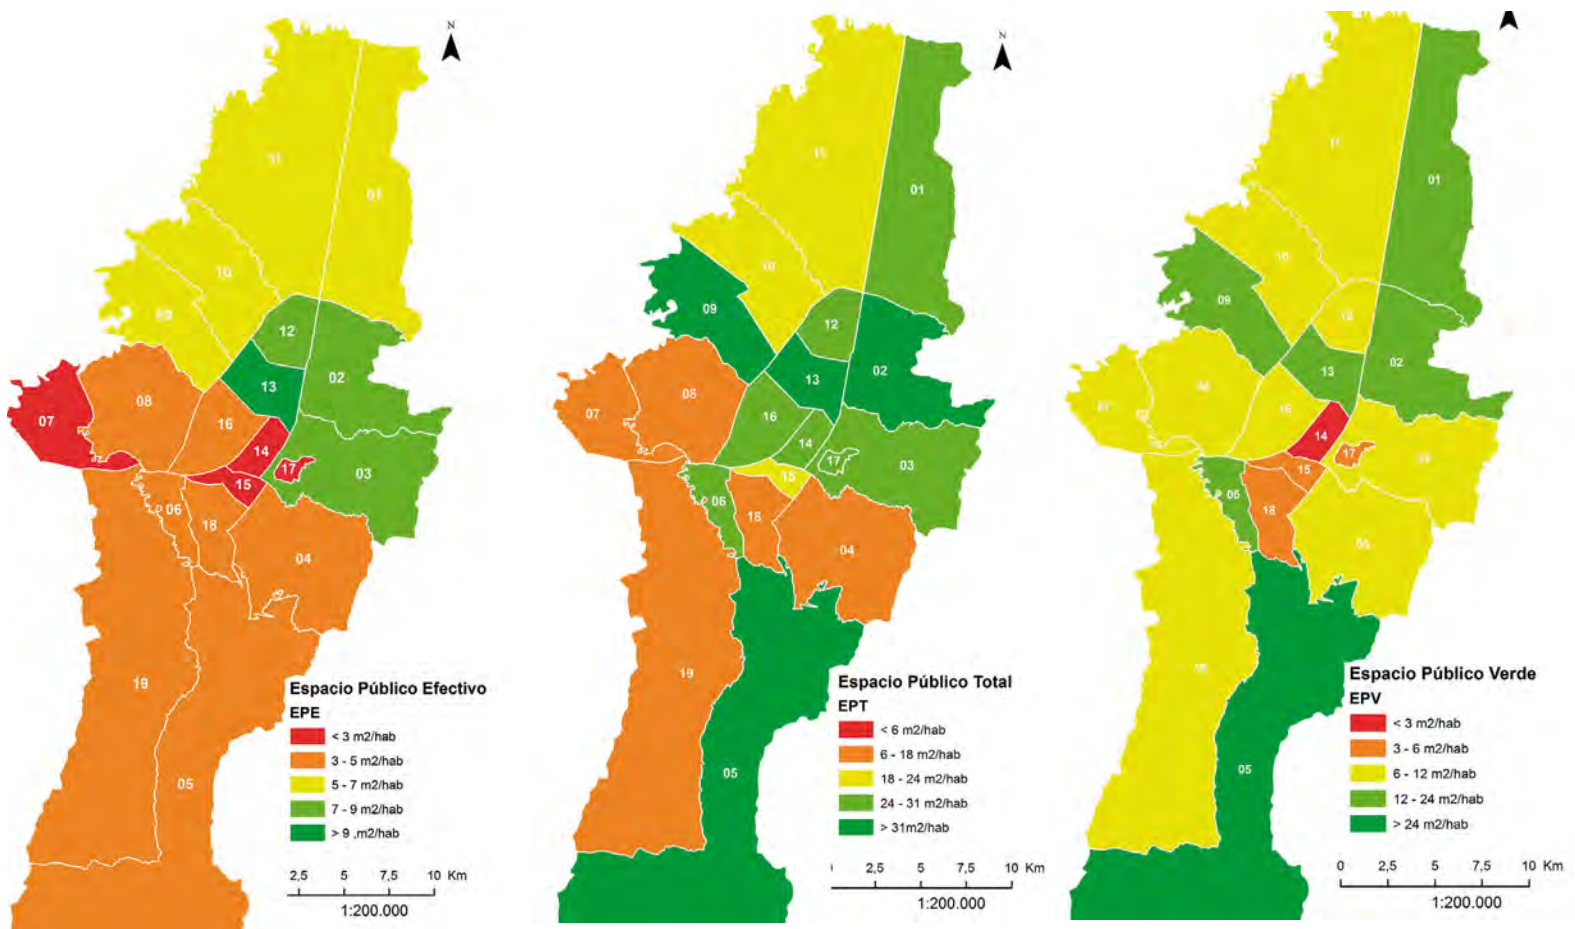 N
11
01
10
09
12
02
13
08
07
16
14
03
17
15
06
18
04
19
05
Espacio Público Efectivo
EPE
< 3 m2/hab
3 - 5 m2/hab
5 - 7 m2/hab
7 - 9 m2/hab
> 9 ,m2/hab
2,5 5 7,5 10 Km
1:200.000
N
11
01
10
09
12
02
13
08
07
16
14
03
17
15
06
18
04
19
05
Espacio Público Total
EPT
< 6 m2/hab
6 - 18 m2/hab
18 - 24 m2/hab
24 - 31 m2/hab
> 31m2/hab
2,5 5 7,5 10 Km
1:200.000
11
01
10
09
12
02
13
08
07
16
14
17
03
15
06
18
04
19
05
Espacio Público Verde
EPV
< 3 m2/hab
3 - 6 m2/hab
6 - 12 m2/hab
12 - 24 m2/hab
> 24 m2/hab
0 2,5 5 7,5 10 Km
1:200.000